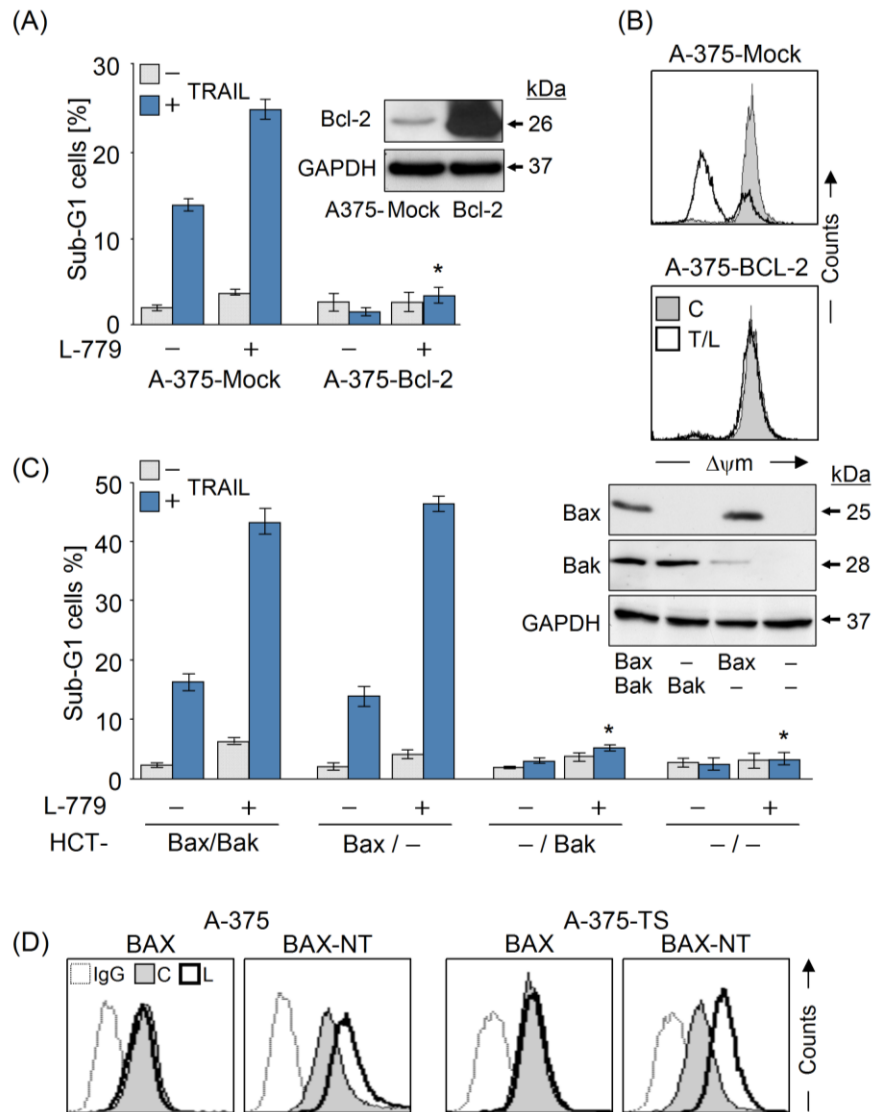 (A)
30
20
10
0
Sub-G1 cells [%]
−
+
TRAIL
Bcl-2
GAPDH
kDa
26
37
A375-Mock Bcl-2
*
L-779
− + − +
A-375-Mock A-375-Bcl-2
(B)
A-375-Mock
A-375-BCL-2
C
T/L
Counts
Δψm
(C)
50
40
30
20
10
0
Sub-G1 cells %]
−
+
TRAIL
kDa
Bax
25
Bak
28
GAPDH
37
Bax − Bax −
Bak Bak − −
* *
L-779 − + − + − + − +
HCT- Bax/Bak Bax / − − / Bak − / −
(D)
A-375 A-375-TS
BAX BAX-NT BAX BAX-NT
IgG C L
Counts